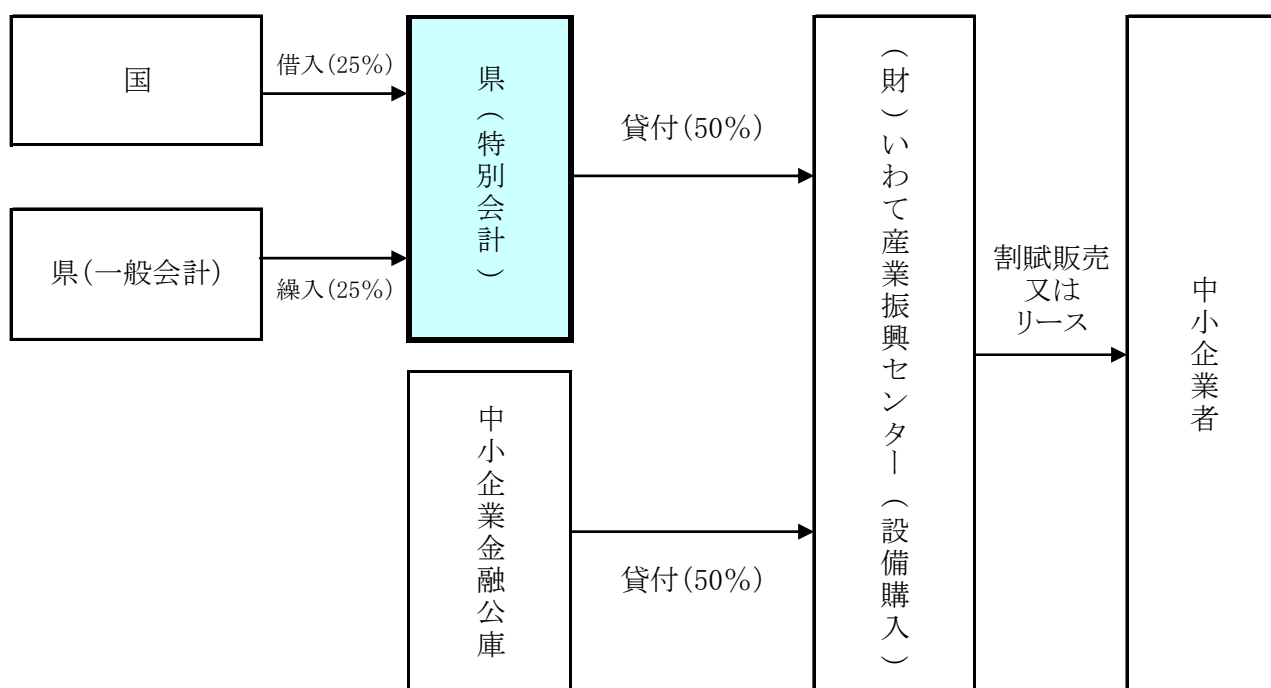 国
借入(25%)
県(特別会計)
貸付(50%)
県(一般会計)
繰入(25%)
中小企業金融公庫
貸付(50%)
(財)いわて産業振興センター(設備購入)
割賦販売
又は
リース
中小企業者